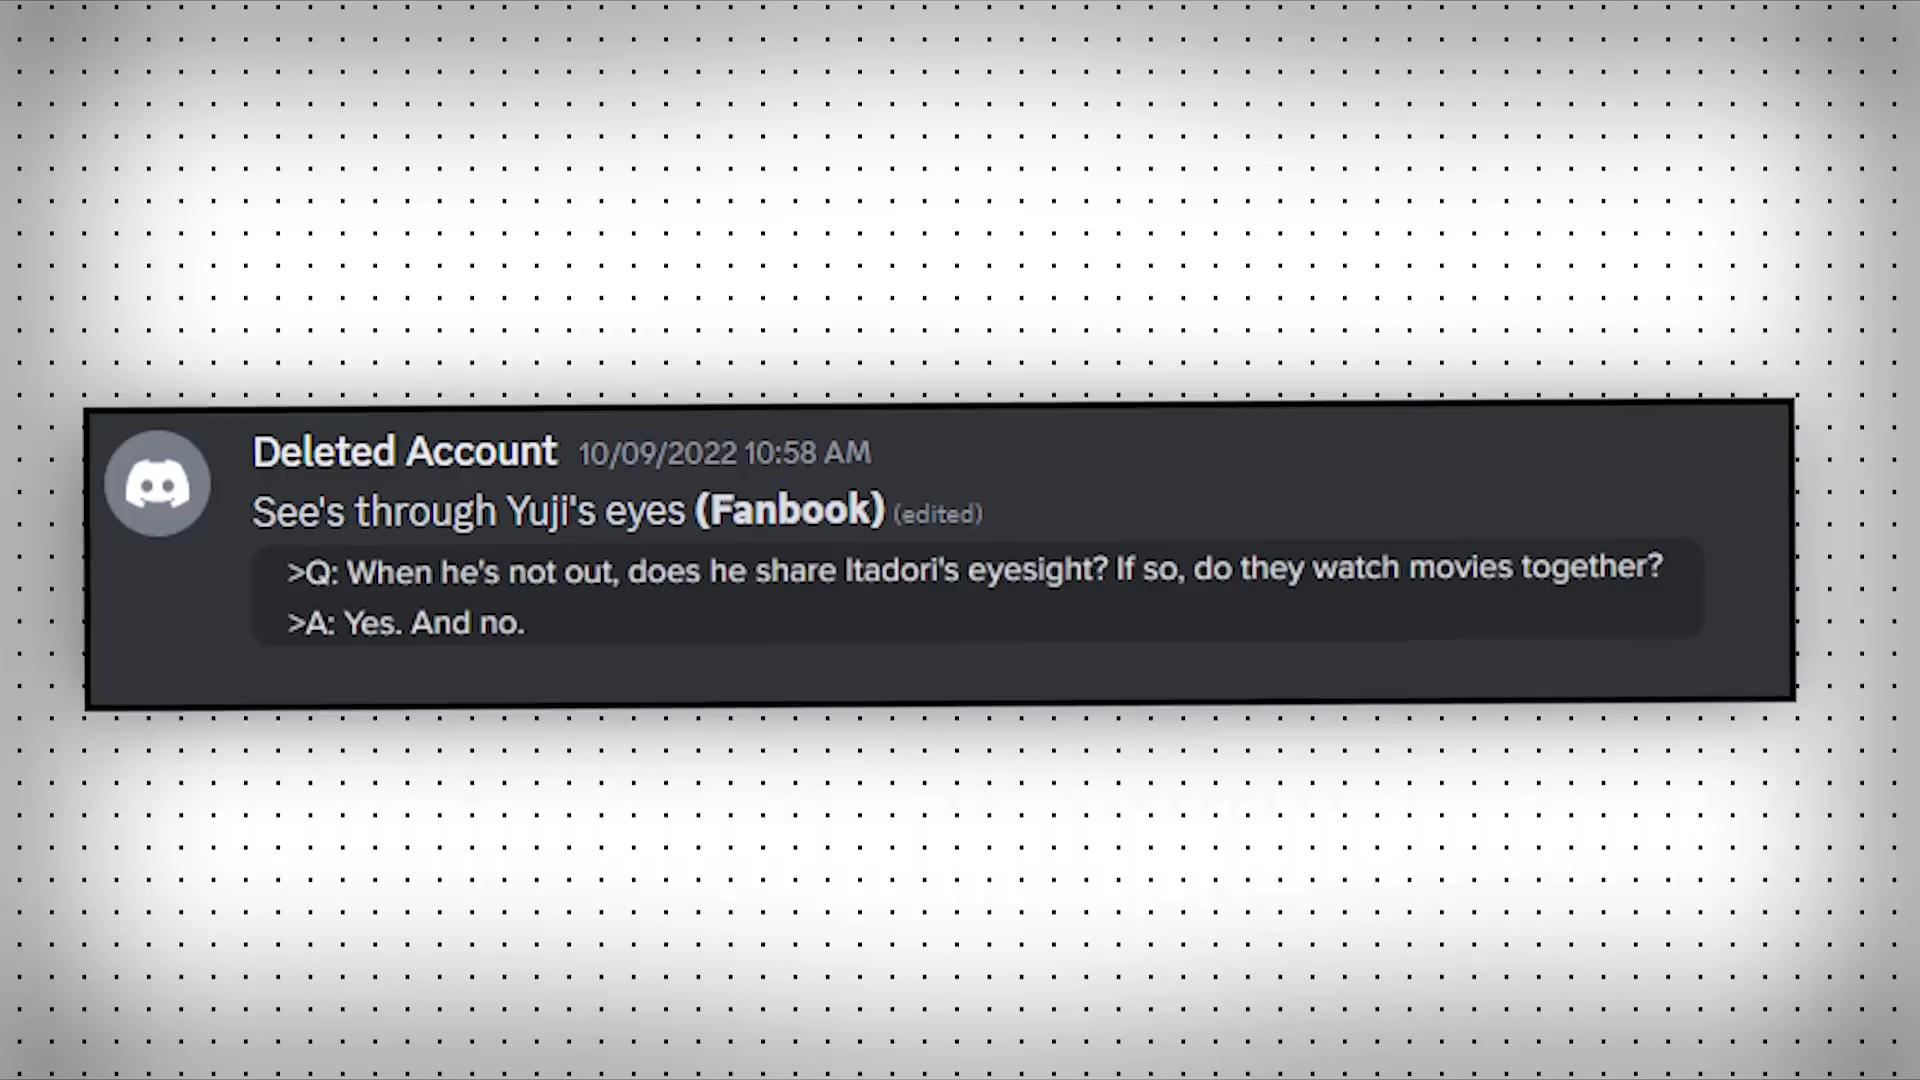 Deleted Account 10/09/2022 10:58 AM
See's through Yuji's eyes (Fanbook) (edited)
>Q: When he's not out, does he share Itadori's eyesight? If so, do they watch movies together?
>A: Yes. And no.